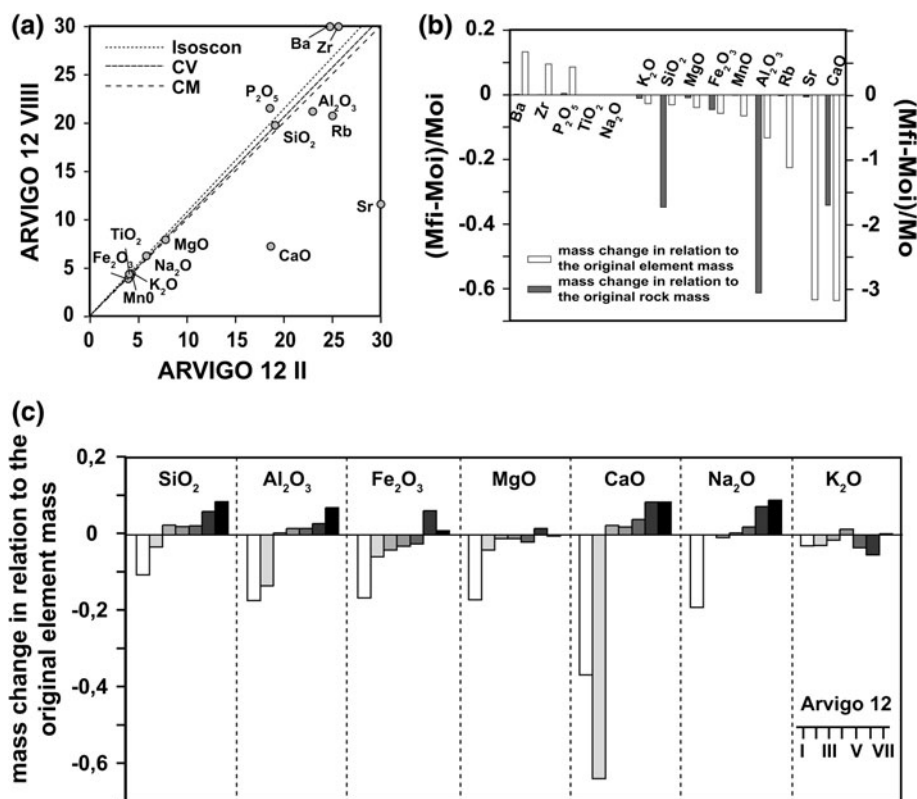 (a)
ARVIGO 12 VIIII
30
25
20
15
10
5
0
Isoscon
CV
CM
Ba
Zr
P₂O₅
Al₂O₃
SiO₂
Rb
Sr
CaO
TiO₂
MgO
Fe₂O₃
Na₂O
K₂O
Mn0
0 5 10 15 20 25 30
ARVIGO 12 II
(b)
(Mfi-Moi)/Moi
0.2
0
-0.2
-0.4
-0.6
Ba
Zr
P₂O₅
TiO₂
Na₂O
K₂O
SiO₂
MgO
Fe₂O₃
MnO
Al₂O₃
Rb
Sr
CaO
0
-1
-2
-3
(Mfi-Moi)/Mo
mass change in relation to
the original element mass
mass change in relation to
the original rock mass
(c)
mass change in relation to the
original element mass
0,2
0
-0,2
-0,4
-0,6
SiO₂ Al₂O₃ Fe₂O₃ MgO CaO Na₂O K₂O
Arvigo 12
I III V VII